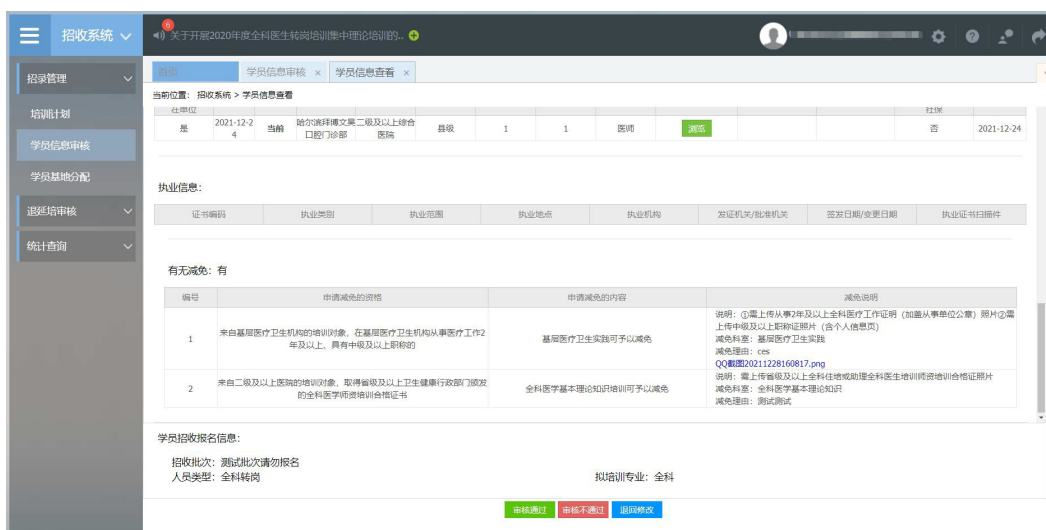 招收系统
6
关于开展2020年度全科医生转岗培训集中理论培训的..
招录管理
培训计划
学员信息审核
学员基地分配
退延培审核
统计查询
首页
学员信息审核 ×
学员信息查看 ×
当前位置: 招收系统 > 学员信息查看
在单位
社保
是
2021-12-2
4
当前
哈尔滨拜博文昊
口腔门诊部
二级及以上综合
医院
县级
1
1
医师
浏览
否
2021-12-24
执业信息:
证书编码 执业类别 执业范围 执业地点 执业机构 发证机关/批准机关 签发日期/变更日期 执业证书扫描件
有无减免: 有
编号 申请减免的资格 申请减免的内容 减免说明
1
来自基层医疗卫生机构的培训对象，在基层医疗卫生机构从事医疗工作2
年及以上、具有中级及以上职称的
基层医疗卫生实践可予以减免
说明: ①需上传从事2年及以上全科医疗工作证明 (加盖从事单位公章) 照片②需
上传中级及以上职称证照片 (含个人信息页)
减免科室: 基层医疗卫生实践
减免理由: ces
QQ截图20211228160817.png
2
来自二级及以上医院的培训对象，取得省级及以上卫生健康行政部门颁发
的全科医学师资培训合格证书
全科医学基本理论知识培训可予以减免
说明: 需上传省级及以上全科住培或助理全科医生培训师资培训合格证照片
减免科室: 全科医学基本理论知识
减免理由: 测试测试
学员招收报名信息:
招收批次: 测试批次请勿报名
人员类型: 全科转岗
拟培训专业: 全科
审核通过 审核不通过 退回修改